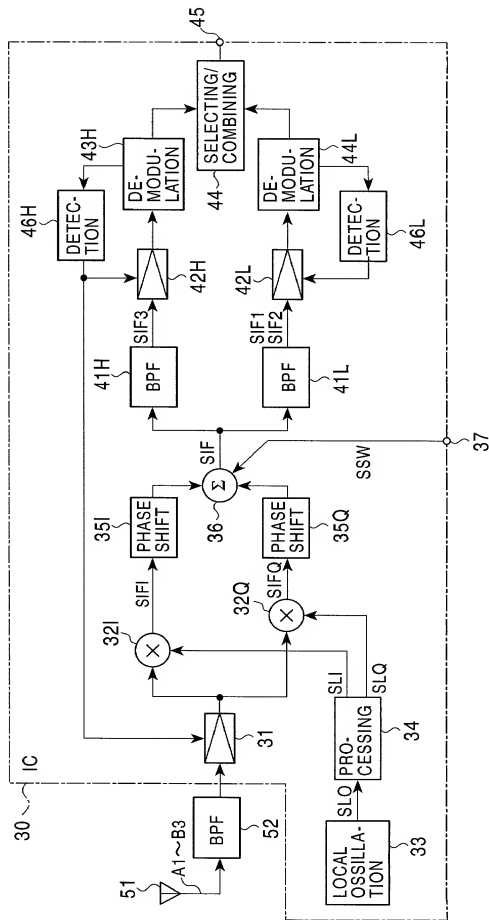 30
IC
51
A1~B3
BPF
52
31
LOCAL
OSSILLA-
TION
33
SLO
PRO-
CESSING
34
SLI
SLQ
32I
×
32Q
×
SIFI
SIFQ
35I
PHASE
SHIFT
35Q
PHASE
SHIFT
Σ
36
SIF
SSW
37
41H
BPF
BPF
41L
SIF3
SIF1
SIF2
42H
42L
46H
DETEC-
TION
43H
DE-
MODU-
LATION
DE-
MODU-
LATION
44L
DETEC-
TION
46L
SELECTING/
COMBINING
44
45